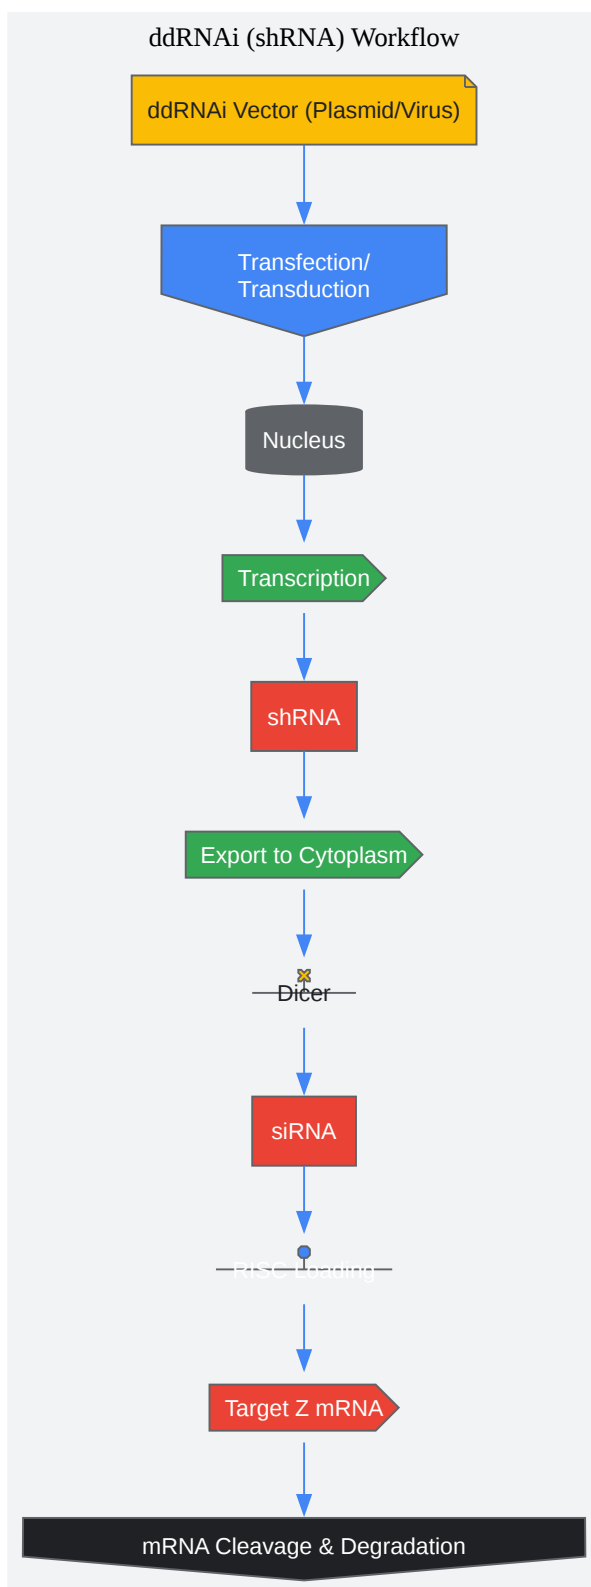 ddRNAi (shRNA) Workflow
ddRNAi Vector (Plasmid/Virus)
Transfection/
Transduction
Nucleus
Transcription
shRNA
Export to Cytoplasm
Dicer
siRNA
RISC Loading
Target Z mRNA
mRNA Cleavage & Degradation